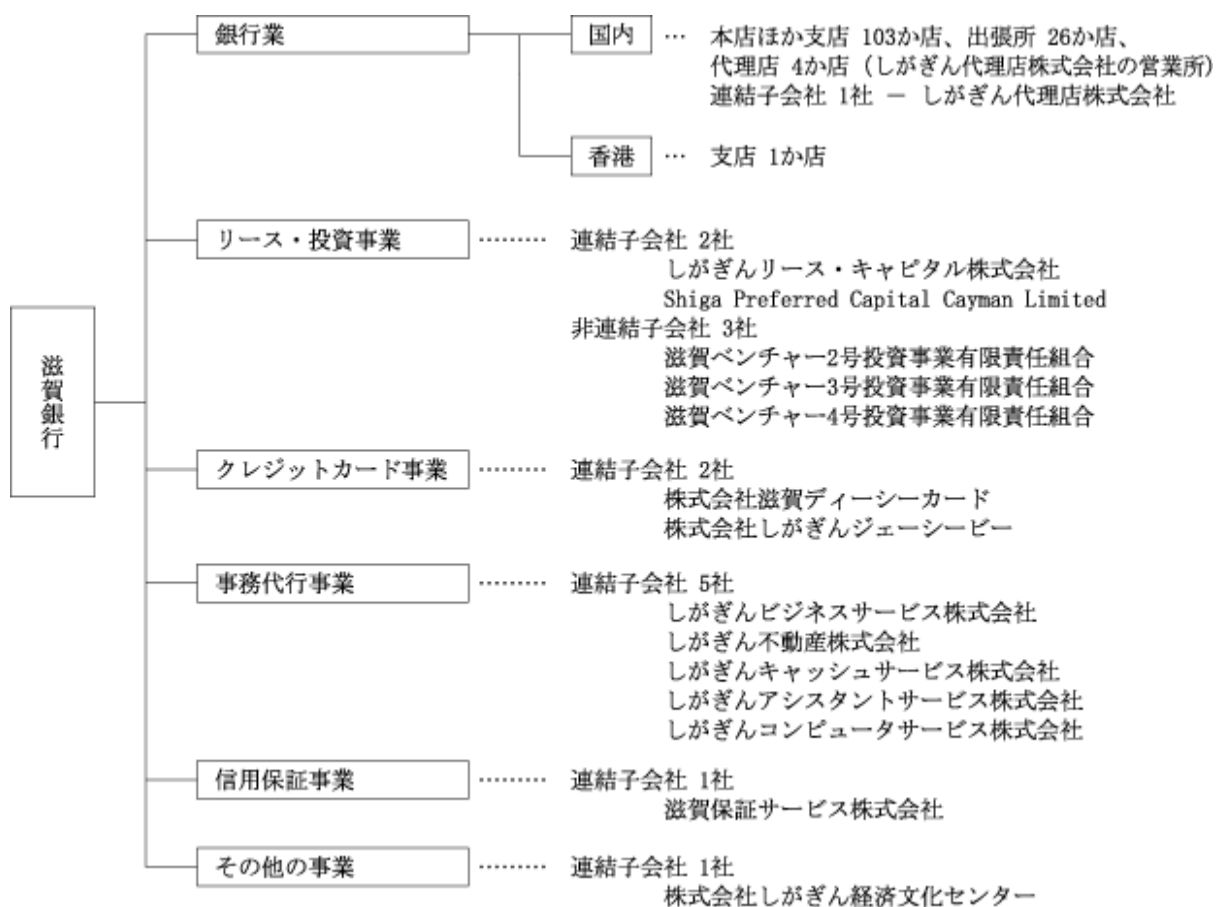 銀行業
国内 … 本店ほか支店 103か店、出張所 26か店、
代理店 4か店 (しがぎん代理店株式会社の営業所)
連結子会社 1社 － しがぎん代理店株式会社
香港 … 支店 1か店
リース・投資事業 ……… 連結子会社 2社
しがぎんリース・キャピタル株式会社
Shiga Preferred Capital Cayman Limited
非連結子会社 3社
滋賀ベンチャー2号投資事業有限責任組合
滋賀ベンチャー3号投資事業有限責任組合
滋賀ベンチャー4号投資事業有限責任組合
滋賀銀行
クレジットカード事業 ……… 連結子会社 2社
株式会社滋賀ディーシーカード
株式会社しがぎんジェーシービー
事務代行事業 ……… 連結子会社 5社
しがぎんビジネスサービス株式会社
しがぎん不動産株式会社
しがぎんキャッシュサービス株式会社
しがぎんアシスタントサービス株式会社
しがぎんコンピュータサービス株式会社
信用保証事業 ……… 連結子会社 1社
滋賀保証サービス株式会社
その他の事業 ……… 連結子会社 1社
株式会社しがぎん経済文化センター